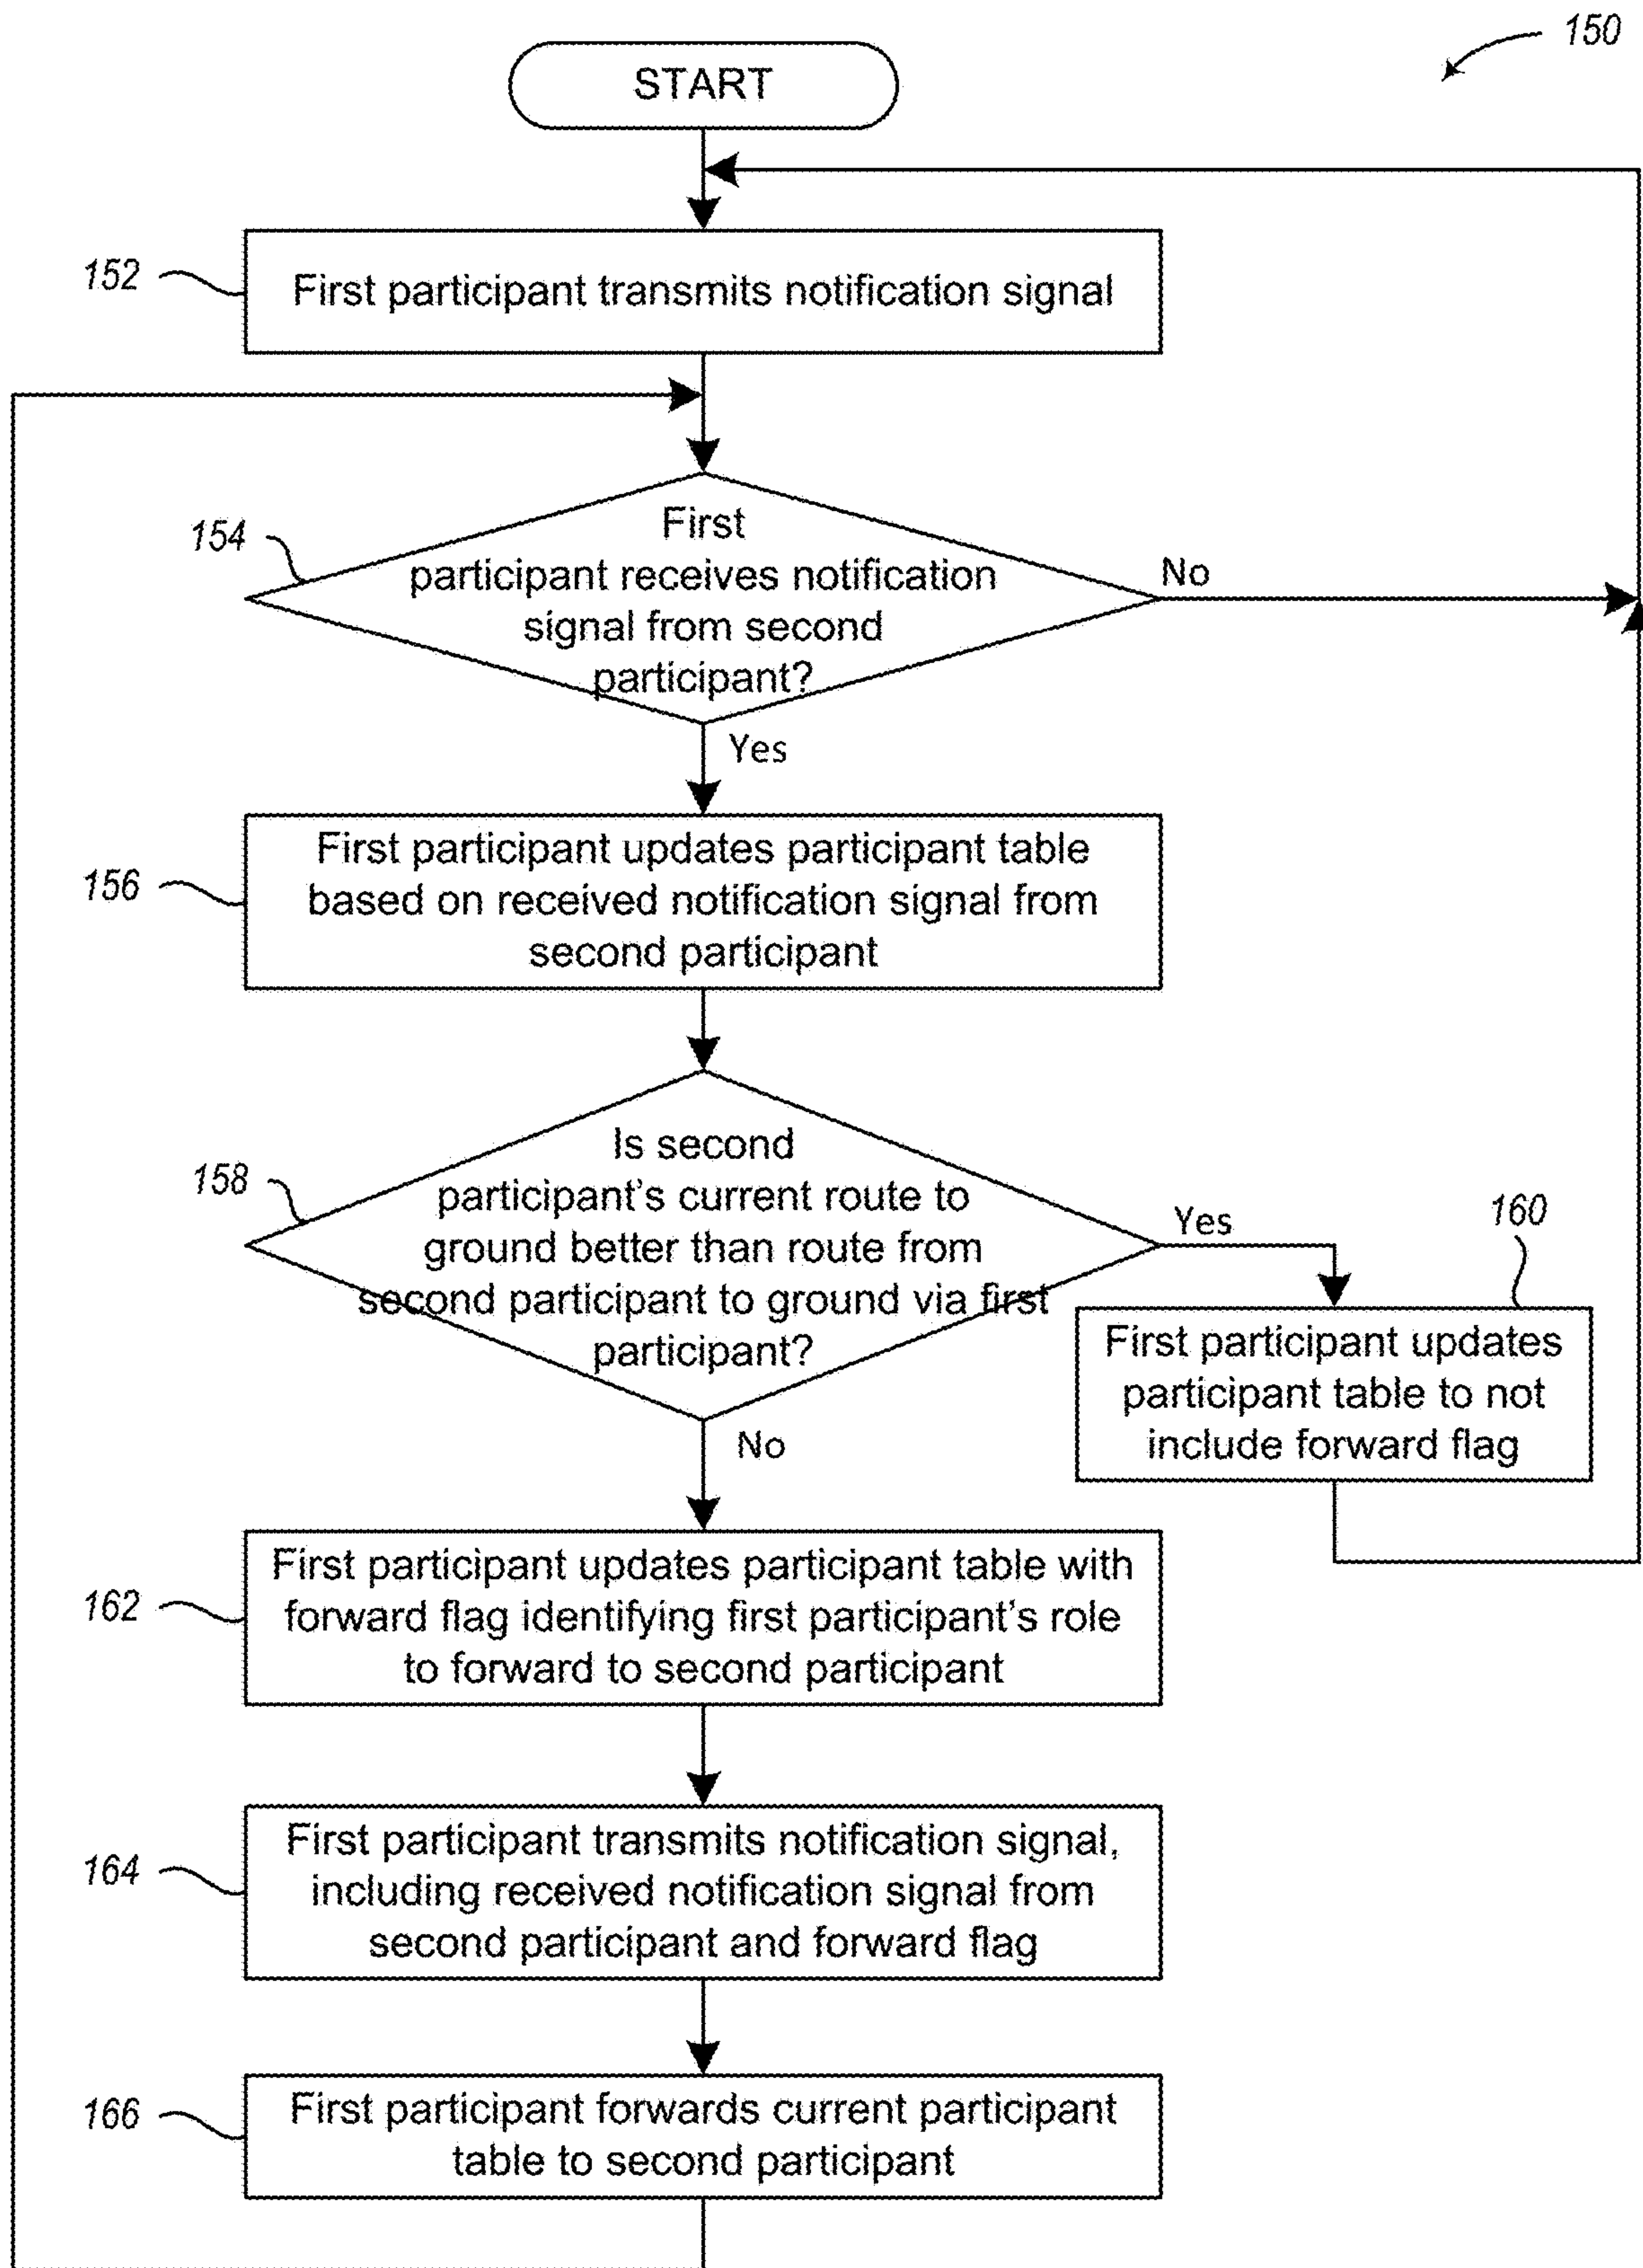 150
START
152
First participant transmits notification signal
154
First
participant receives notification
signal from second
participant?
No
Yes
156
First participant updates participant table
based on received notification signal from
second participant
158
Is second
participant's current route to
ground better than route from
second participant to ground via first
participant?
Yes
160
First participant updates
participant table to not
include forward flag
No
162
First participant updates participant table with
forward flag identifying first participant's role
to forward to second participant
164
First participant transmits notification signal,
including received notification signal from
second participant and forward flag
166
First participant forwards current participant
table to second participant